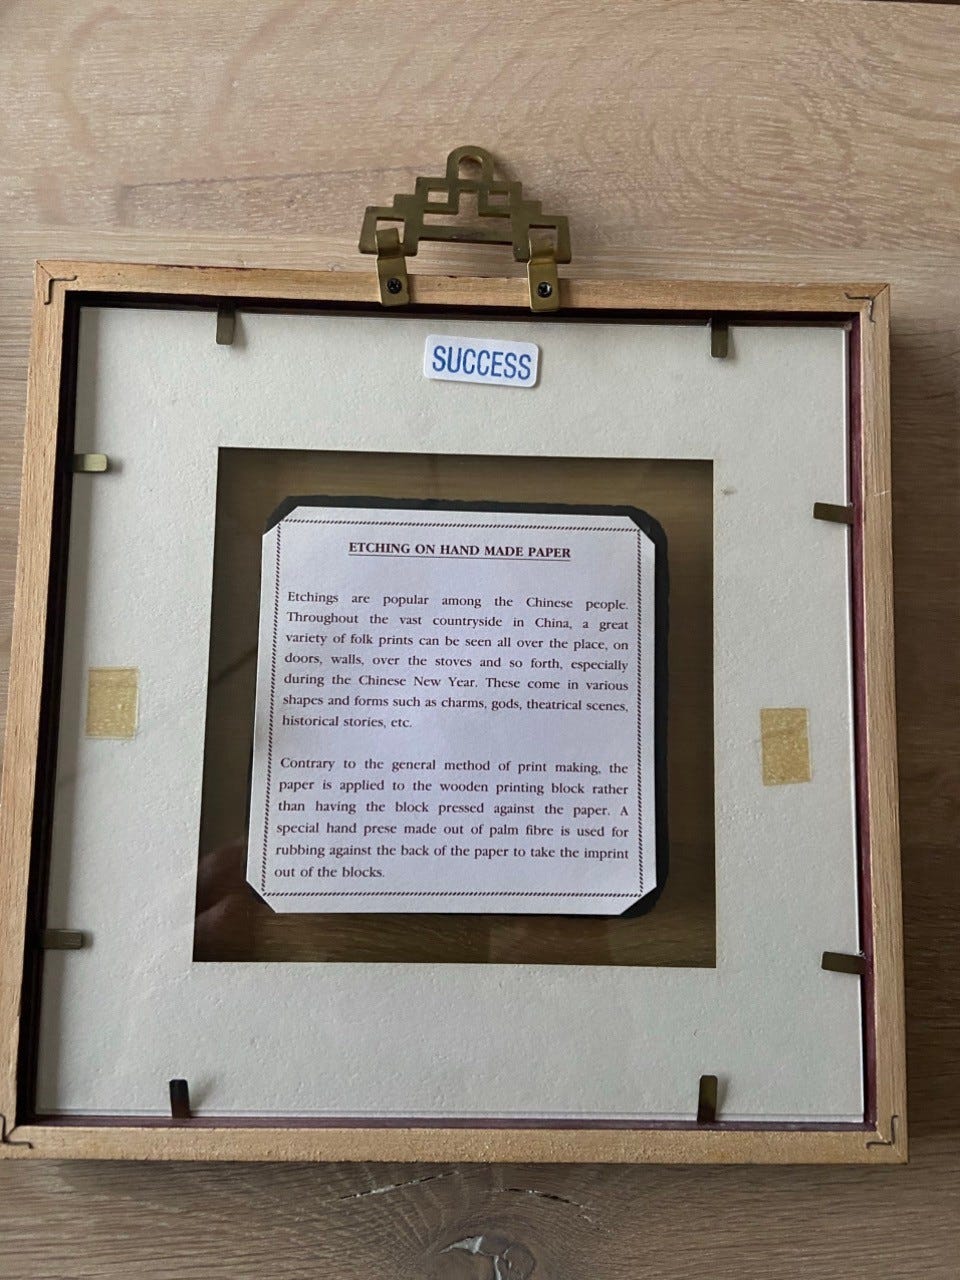 SUCCESS
ETCHING ON HAND MADE PAPER
Etchings are popular among the Chinese people.
Throughout the vast countryside in China, a great
variety of folk prints can be seen all over the place, on
doors, walls, over the stoves and so forth, especially
during the Chinese New Year. These come in various
shapes and forms such as charms, gods, theatrical scenes,
historical stories, etc.
Contrary to the general method of print making, the
paper is applied to the wooden printing block rather
than having the block pressed against the paper. A
special hand prese made out of palm fibre is used for
rubbing against the back of the paper to take the imprint
out of the blocks.